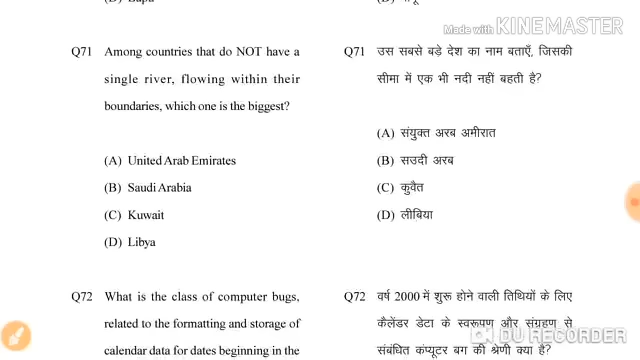 Made with KINEMASTER
Q71 Among countries that do NOT have a
single river, flowing within their
boundaries, which one is the biggest?
(A) United Arab Emirates
(B) Saudi Arabia
(C) Kuwait
(D) Libya
Q72 What is the class of computer bugs,
related to the formatting and storage of
calendar data for dates beginning in the
Q71 उस सबसे बड़े देश का नाम बताएँ, जिसकी
सीमा में एक भी नदी नहीं बहती है?
(A) संयुक्त अरब अमीरात
(B) सउदी अरब
(C) कुवैत
(D) लीबिया
Q72 वर्ष 2000 में शुरू होने वाली तिथियों के लिए
कैलेंडर डेटा के स्वरूपण और संग्रहण से
संबंधित कंप्यूटर बग की श्रेणी क्या है?
DU RECORDER